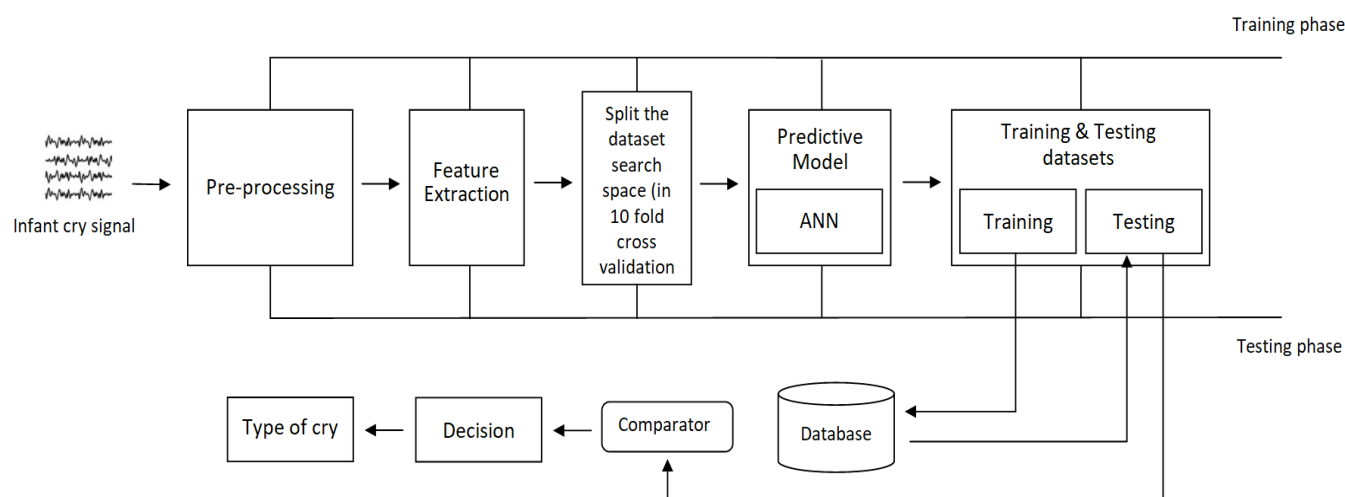 Training phase
Infant cry signal
Pre-processing
Feature
Extraction
Split the
dataset
search
space (in
10 fold
cross
validation
Predictive
Model
ANN
Training & Testing
datasets
Training
Testing
Testing phase
Type of cry
Decision
Comparator
Database